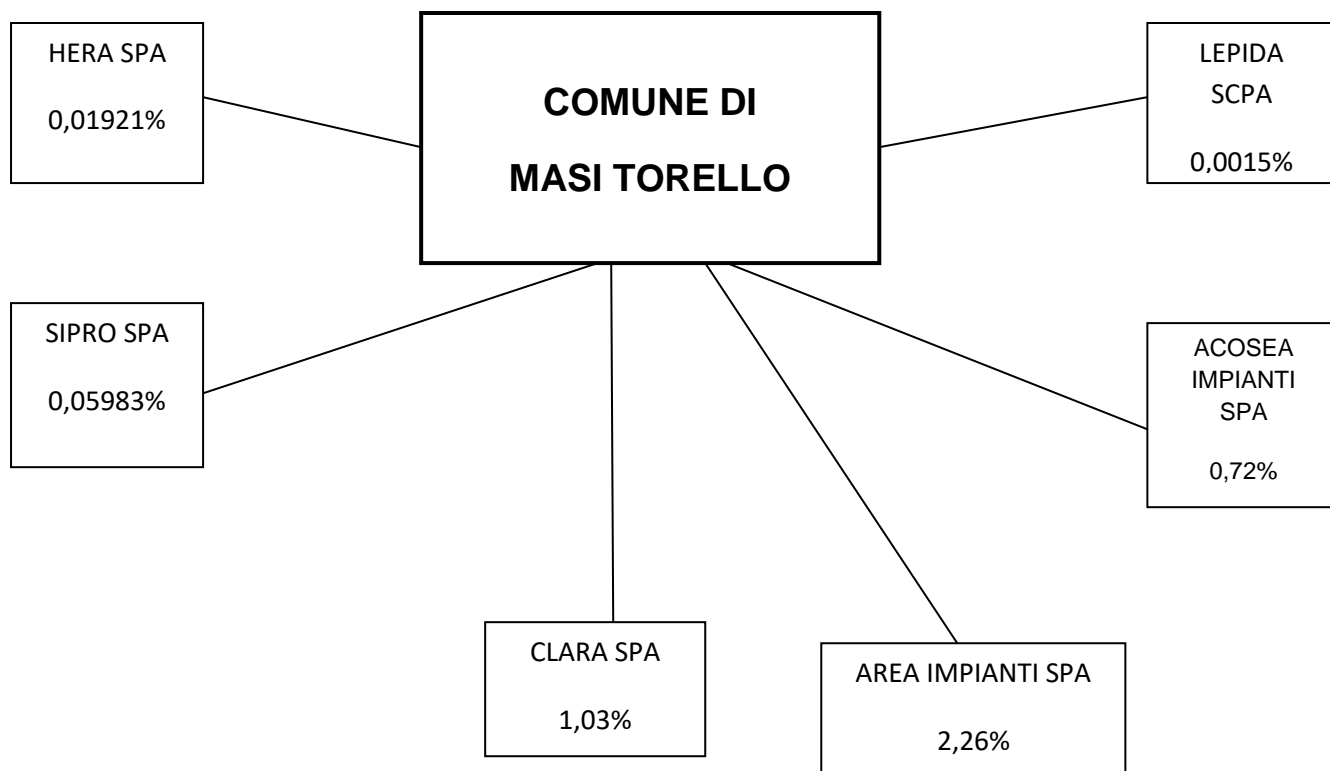 HERA SPA
0,01921%
COMUNE DI
MASI TORELLO
LEPIDA
SCPA
0,0015%
SIPRO SPA
0,05983%
ACOSEA
IMPIANTI
SPA
0,72%
CLARA SPA
1,03%
AREA IMPIANTI SPA
2,26%